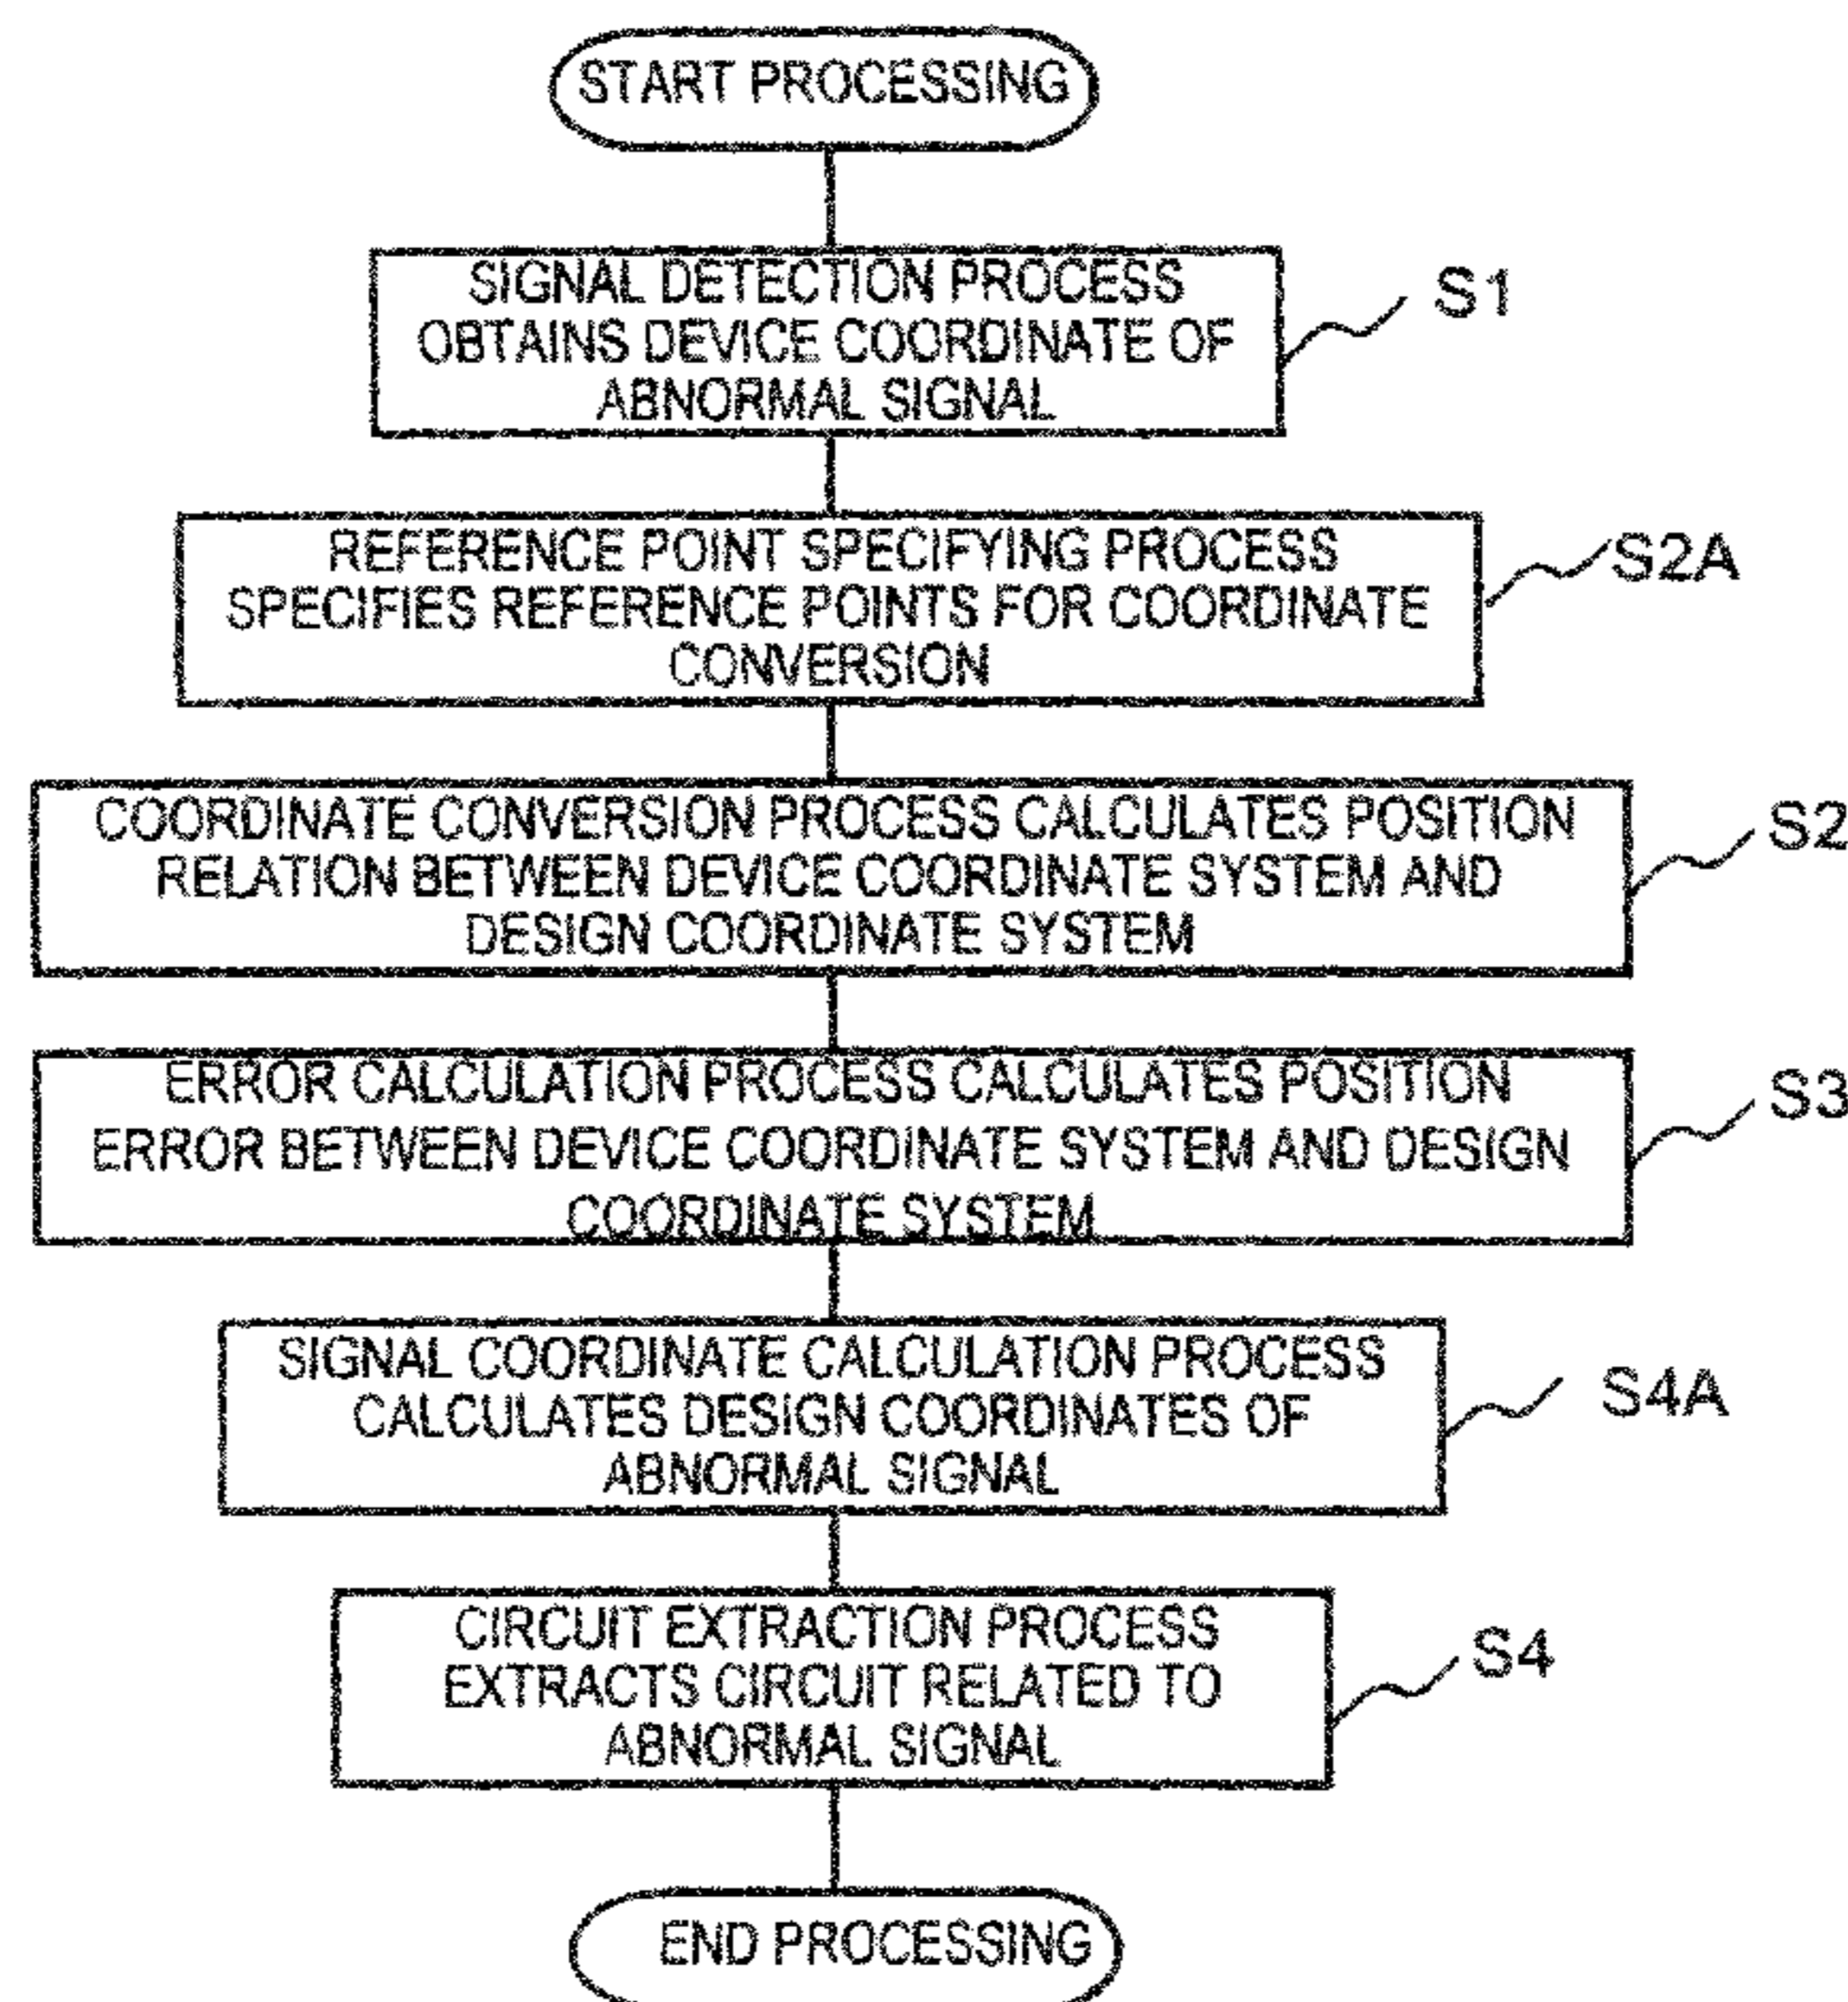 START PROCESSING
SIGNAL DETECTION PROCESS
OBTAINS DEVICE COORDINATE OF
ABNORMAL SIGNAL
S1
REFERENCE POINT SPECIFYING PROCESS
SPECIFIES REFERENCE POINTS FOR COORDINATE
CONVERSION
S2A
COORDINATE CONVERSION PROCESS CALCULATES POSITION
RELATION BETWEEN DEVICE COORDINATE SYSTEM AND
DESIGN COORDINATE SYSTEM
S2
ERROR CALCULATION PROCESS CALCULATES POSITION
ERROR BETWEEN DEVICE COORDINATE SYSTEM AND DESIGN
COORDINATE SYSTEM
S3
SIGNAL COORDINATE CALCULATION PROCESS
CALCULATES DESIGN COORDINATES OF
ABNORMAL SIGNAL
S4A
CIRCUIT EXTRACTION PROCESS
EXTRACTS CIRCUIT RELATED TO
ABNORMAL SIGNAL
S4
END PROCESSING